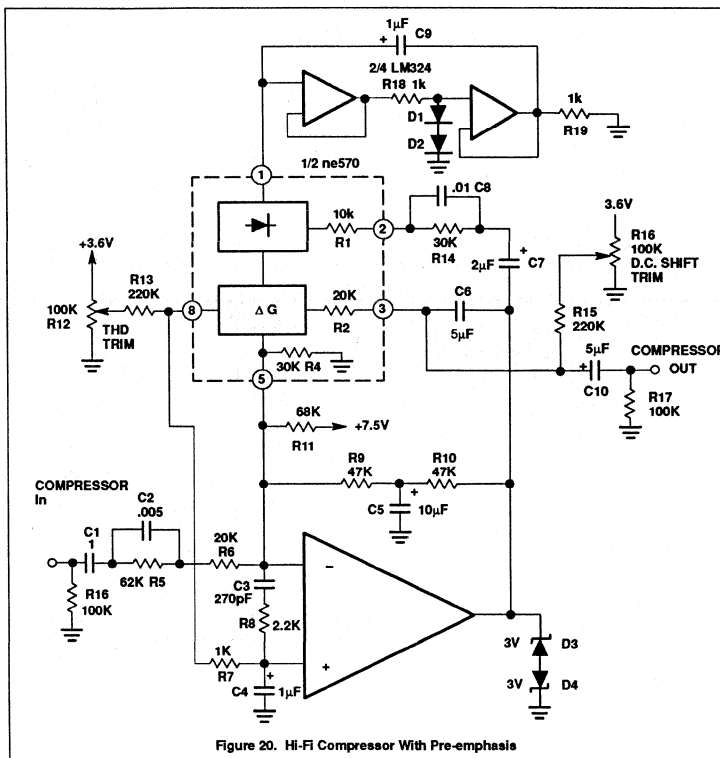 1µF
+ C9
2/4 LM324
R18 1k
D1
D2
1k
R19
1/2 ne570
1
.01 C8
10k
R1
2
30K
R14
3.6V
R16
100K
D.C. SHIFT
TRIM
+
2µF C7
+3.6V
R13
220K
100K
R12
THD
TRIM
8
Δ G
20K
R2
3
C6
5µF
R15
220K
30K R4
5
5µF
+
C10
COMPRESSOR
OUT
R17
100K
68K
R11
+7.5V
R9
47K
R10
47K
C5
+
10µF
COMPRESSOR
In
C2
.005
C1
1
62K R5
R16
100K
20K
R6
C3
270pF
R8
2.2K
−
+
1K
R7
C4
+
1µF
3V D3
3V D4
Figure 20. Hi-Fi Compressor With Pre-emphasis